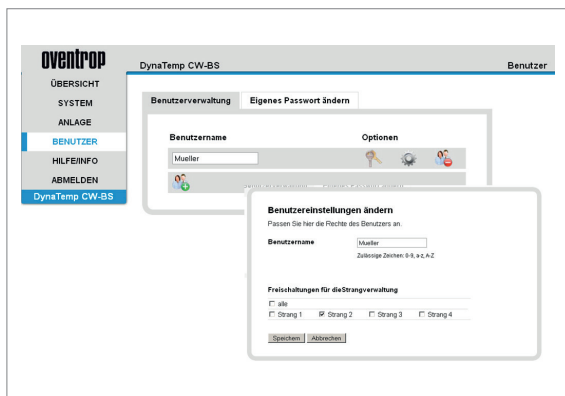 oventrop
DynaTemp CW-BS
Benutzer
ÜBERSICHT
SYSTEM
ANLAGE
BENUTZER
HILFE/INFO
ABMELDEN
DynaTemp CW-BS
Benutzerverwaltung
Eigenes Passwort ändern
Benutzername
Optionen
Mueller
Benutzereinstellungen ändern
Passen Sie hier die Rechte des Benutzers an.
Benutzername
Mueller
Zulässige Zeichen: 0-9, a-z, A-Z
Freischaltungen für dieStrangverwaltung
alle
Strang 1 Strang 2 Strang 3 Strang 4
Speichern Abbrechen